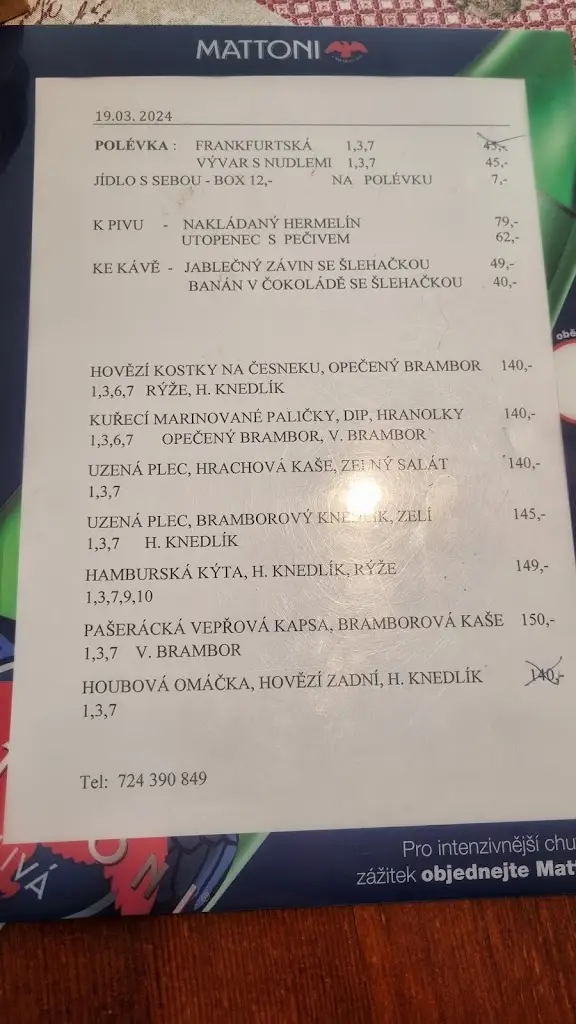 MATTONI
19.03. 2024
POLÉVKA : FRANKFURTSKÁ 1,3,7 45,-
VÝVAR S NUDLEMI 1,3,7 45,-
JÍDLO S SEBOU - BOX 12,- NA POLÉVKU 7,-
K PIVU - NAKLÁDANÝ HERMELÍN 79,-
UTOPENEC S PEČIVEM 62,-
KE KÁVĚ - JABLEČNÝ ZÁVIN SE ŠLEHAČKOU 49,-
BANÁN V ČOKOLÁDĚ SE ŠLEHAČKOU 40,-
HOVĚZÍ KOSTKY NA ČESNEKU, OPEČENÝ BRAMBOR 140,-
1,3,6,7 RÝŽE, H. KNEDLÍK
KUŘECÍ MARINOVANÉ PALIČKY, DIP, HRANOLKY 140,-
1,3,6,7 OPEČENÝ BRAMBOR, V. BRAMBOR
UZENÁ PLEC, HRACHOVÁ KAŠE, ZELNÝ SALÁT 140,-
1,3,7
UZENÁ PLEC, BRAMBOROVÝ KNEDLÍK, ZELÍ 145,-
1,3,7 H. KNEDLÍK
HAMBURSKÁ KÝTA, H. KNEDLÍK, RÝŽE 149,-
1,3,7,9,10
PAŠERÁCKÁ VEPŘOVÁ KAPSA, BRAMBOROVÁ KAŠE 150,-
1,3,7 V. BRAMBOR
HOUBOVÁ OMÁČKA, HOVĚZÍ ZADNÍ, H. KNEDLÍK 140,-
1,3,7
Tel: 724 390 849
Pro intenzivnější chu
zážitek objednejte Matt